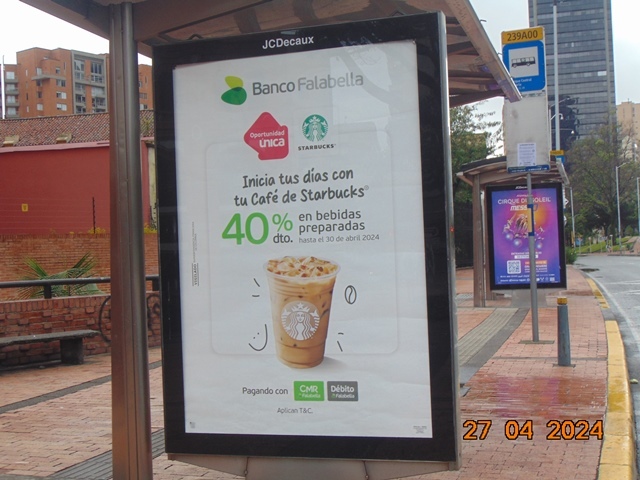 JCDecaux
Banco Falabella
Oportunidad
única
STARBUCKS®
Inicia tus días con
tu Café de Starbucks®
40% dto.
en bebidas
preparadas
hasta el 30 de abril 2024
Pagando con
CMR
Falabella
Débito
Falabella
Aplican T&C.
239A00
CIRQUE DU SOLEIL
27 04 2024